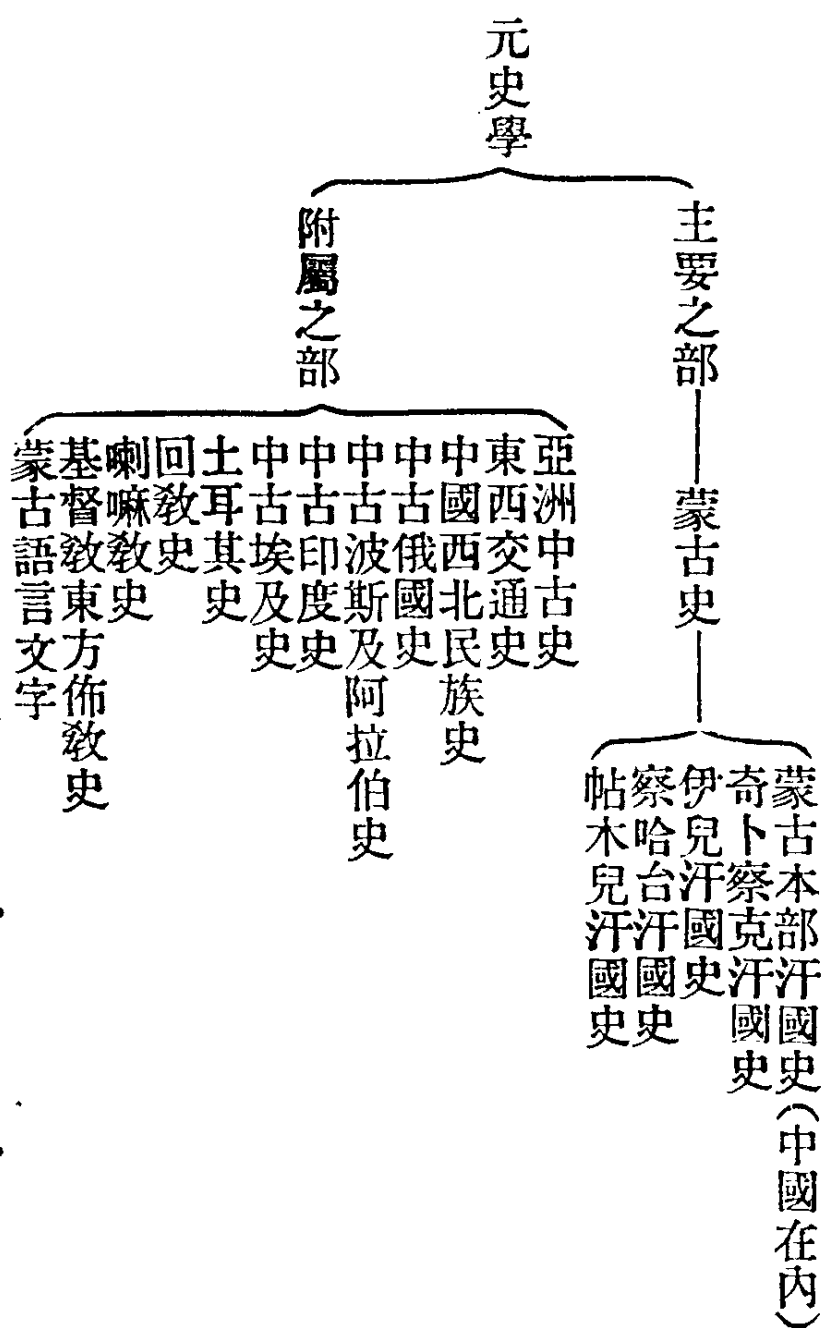 元史學
主要之部
蒙古史
蒙古本部汗國史(中國在內)
奇卜察克汗國史
伊兒汗國史
察哈台汗國史
帖木兒汗國史
附屬之部
亞洲中古史
東西交通史
中國西北民族史
中古俄國史
中古波斯及阿拉伯史
中古印度史
中古埃及史
土耳其史
回敎史
喇嘛敎史
基督敎東方佈敎史
蒙古語言文字